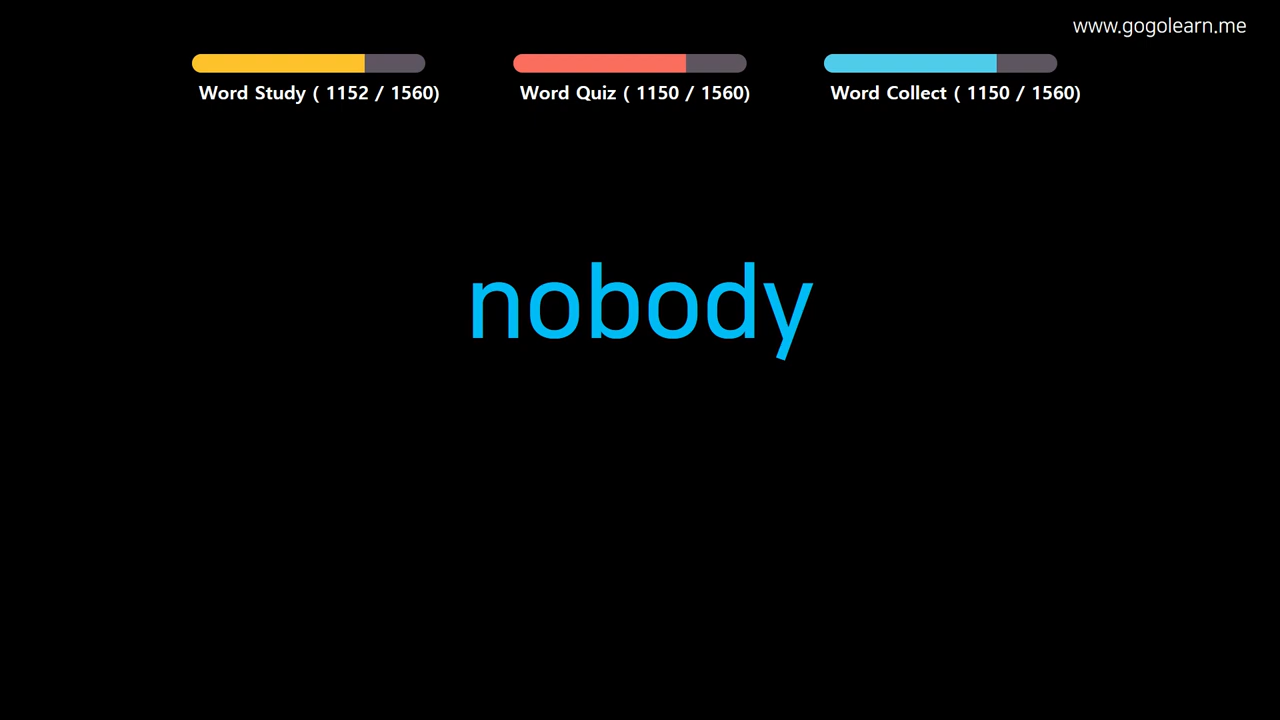 www.gogolearn.me
Word Study ( 1152 / 1560)
Word Quiz ( 1150 / 1560)
Word Collect ( 1150 / 1560)
nobody